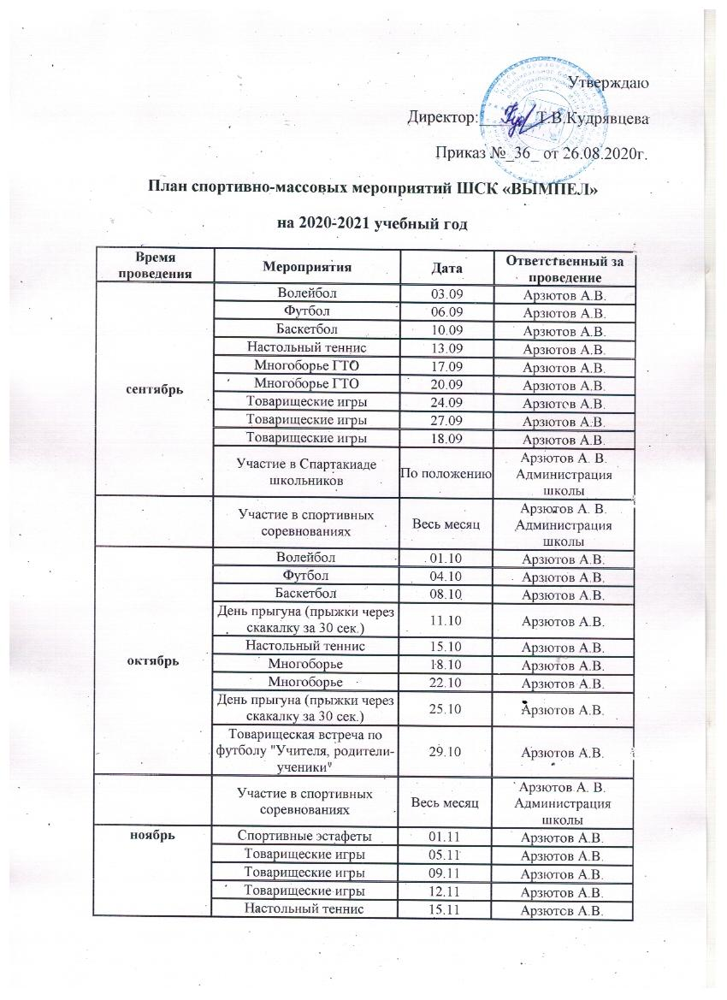 Утверждаю
Директор: Т.В.Кудрявцева
Приказ №_36_ от 26.08.2020г.
План спортивно-массовых мероприятий ШСК «ВЫМПЕЛ»
на 2020-2021 учебный год
Время проведения Мероприятия Дата Ответственный за проведение
сентябрь
Волейбол 03.09 Арзютов А.В.
Футбол 06.09 Арзютов А.В.
Баскетбол 10.09 Арзютов А.В.
Настольный теннис 13.09 Арзютов А.В.
Многоборье ГТО 17.09 Арзютов А.В.
Многоборье ГТО 20.09 Арзютов А.В.
Товарищеские игры 24.09 Арзютов А.В.
Товарищеские игры 27.09 Арзютов А.В.
Товарищеские игры 18.09 Арзютов А.В.
Участие в Спартакиаде школьников По положению Арзютов А. В. Администрация школы
Участие в спортивных соревнованиях Весь месяц Арзютов А. В. Администрация школы
октябрь
Волейбол 01.10 Арзютов А.В.
Футбол 04.10 Арзютов А.В.
Баскетбол 08.10 Арзютов А.В.
День прыгуна (прыжки через скакалку за 30 сек.) 11.10 Арзютов А.В.
Настольный теннис 15.10 Арзютов А.В.
Многоборье 18.10 Арзютов А.В.
Многоборье 22.10 Арзютов А.В.
День прыгуна (прыжки через скакалку за 30 сек.) 25.10 Арзютов А.В.
Товарищеская встреча по футболу "Учителя, родители-ученики" 29.10 Арзютов А.В.
Участие в спортивных соревнованиях Весь месяц Арзютов А. В. Администрация школы
ноябрь
Спортивные эстафеты 01.11 Арзютов А.В.
Товарищеские игры 05.11 Арзютов А.В.
Товарищеские игры 09.11 Арзютов А.В.
Товарищеские игры 12.11 Арзютов А.В.
Настольный теннис 15.11 Арзютов А.В.